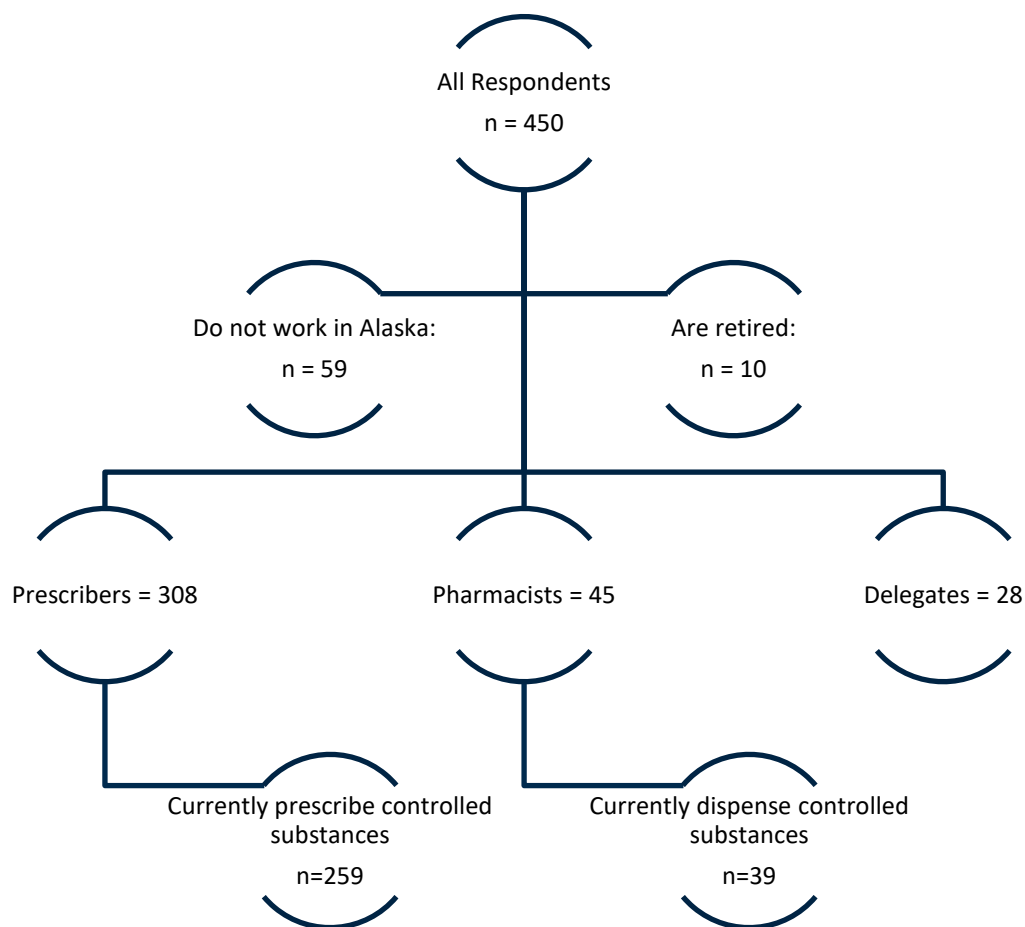 All Respondents
n = 450
Do not work in Alaska:
n = 59
Are retired:
n = 10
Prescribers = 308
Pharmacists = 45
Delegates = 28
Currently prescribe controlled
substances
n=259
Currently dispense controlled
substances
n=39